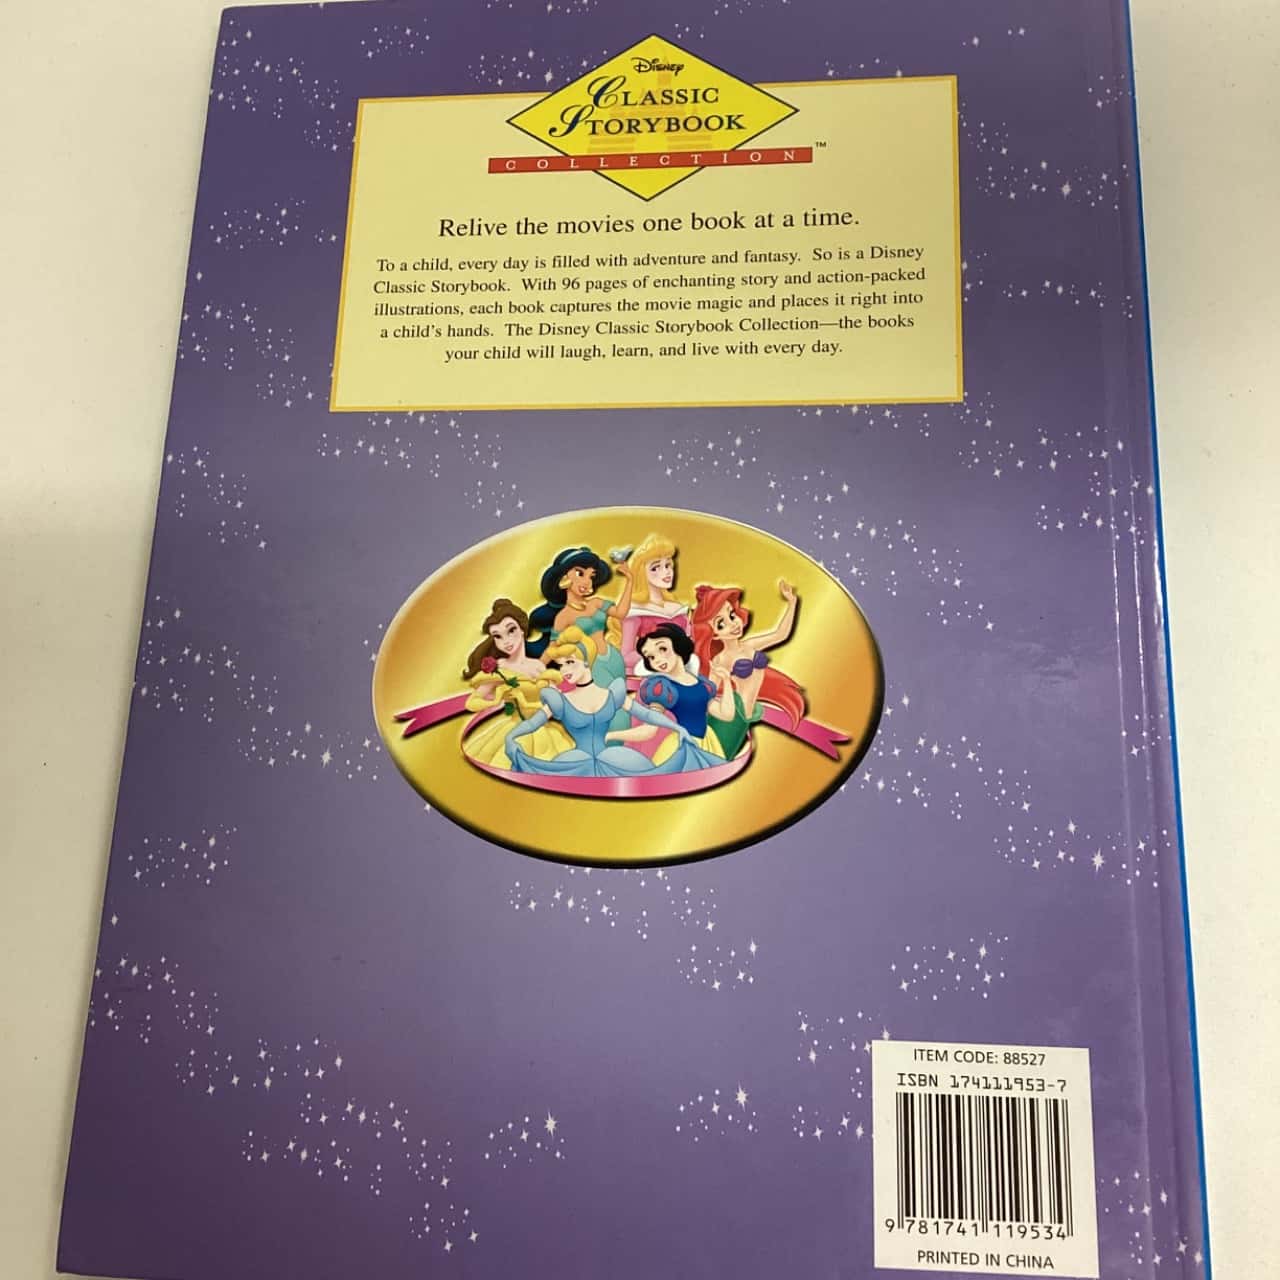 Disney
CLASSIC
STORYBOOK
COLLECTION™
Relive the movies one book at a time.
To a child, every day is filled with adventure and fantasy. So is a Disney
Classic Storybook. With 96 pages of enchanting story and action-packed
illustrations, each book captures the movie magic and places it right into
a child's hands. The Disney Classic Storybook Collection—the books
your child will laugh, learn, and live with every day.
ITEM CODE: 88527
ISBN 174111953-7
9 781741 119534
PRINTED IN CHINA